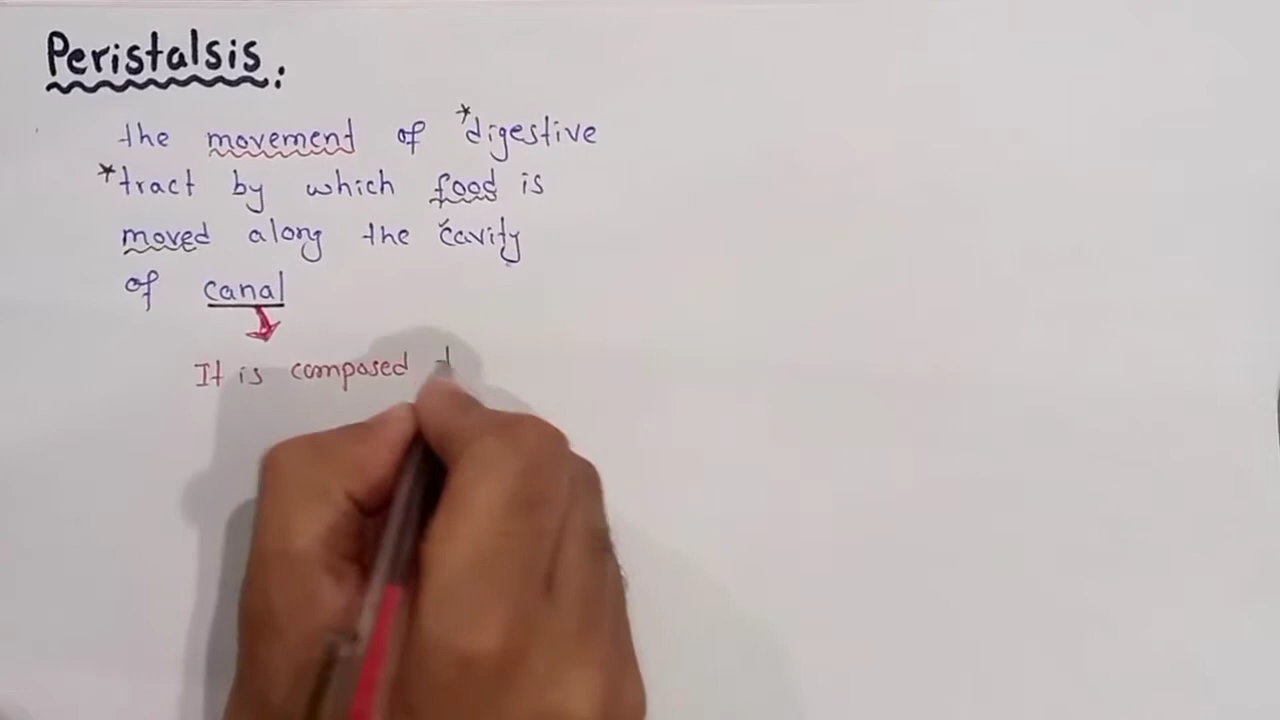 Peristalsis.
the movement of *digestive
*tract by which food is
moved along the cavity
of canal
It is composed